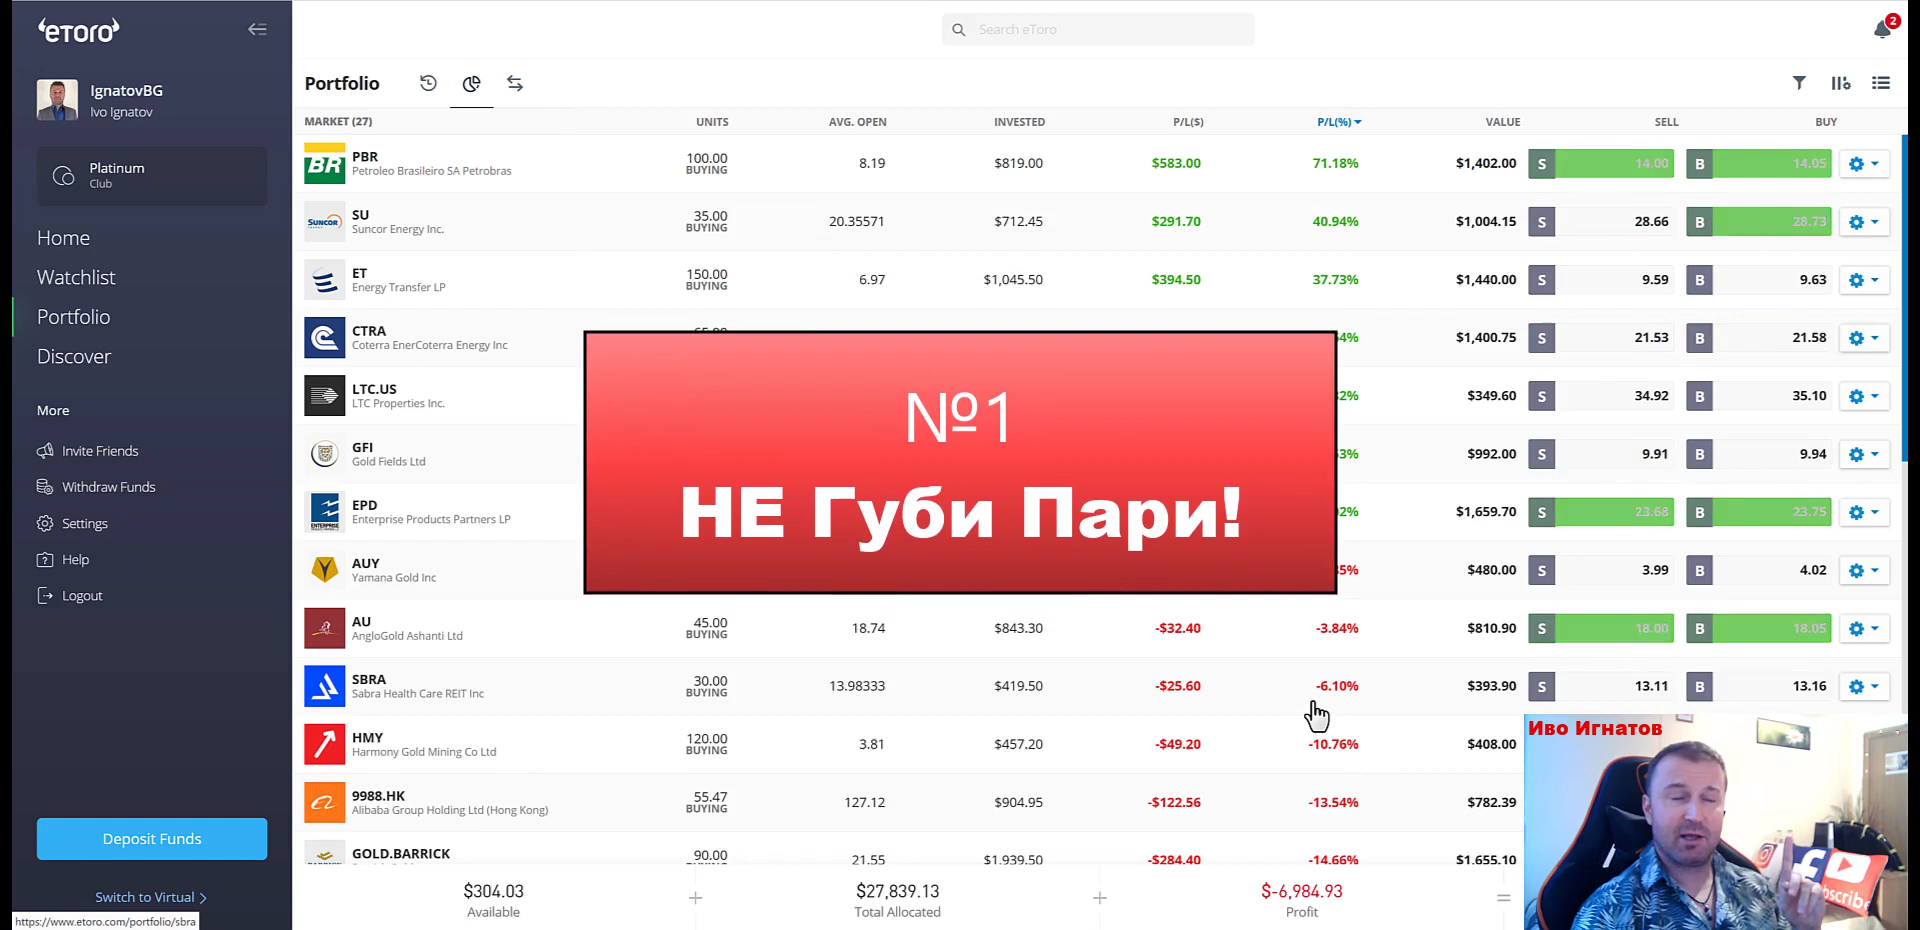 eToro
Search eToro
2
IgnatovBG
Ivo Ignatov
Platinum
Club
Home
Watchlist
Portfolio
Discover
More
Invite Friends
Withdraw Funds
Settings
Help
Logout
Deposit Funds
Switch to Virtual
https://www.etoro.com/portfolio/sbra
Portfolio
MARKET (27) UNITS AVG. OPEN INVESTED P/L($) P/L(%) VALUE SELL BUY
BR PBR Petroleo Brasileiro SA Petrobras 100.00 BUYING 8.19 $819.00 $583.00 71.18% $1,402.00 S 14.00 B 14.05
SUNCOR SU Suncor Energy Inc. 35.00 BUYING 20.35571 $712.45 $291.70 40.94% $1,004.15 S 28.66 B 28.73
ET Energy Transfer LP 150.00 BUYING 6.97 $1,045.50 $394.50 37.73% $1,440.00 S 9.59 B 9.63
CTRA Coterra EnerCoterra Energy Inc $1,400.75 S 21.53 B 21.58
LTC.US LTC Properties Inc. $349.60 S 34.92 B 35.10
GFI Gold Fields Ltd $992.00 S 9.91 B 9.94
EPD Enterprise Products Partners LP $1,659.70 S 23.68 B 23.75
AUY Yamana Gold Inc $480.00 S 3.99 B 4.02
№1
НЕ Губи Пари!
AU AngloGold Ashanti Ltd 45.00 BUYING 18.74 $843.30 -$32.40 -3.84% $810.90 S 18.00 B 18.05
SBRA Sabra Health Care REIT Inc 30.00 BUYING 13.98333 $419.50 -$25.60 -6.10% $393.90 S 13.11 B 13.16
HMY Harmony Gold Mining Co Ltd 120.00 BUYING 3.81 $457.20 -$49.20 -10.76% $408.00
9988.HK Alibaba Group Holding Ltd (Hong Kong) 55.47 BUYING 127.12 $904.95 -$122.56 -13.54% $782.39
GOLD.BARRICK 90.00 21.55 $1,939.50 -$284.40 -14.66% $1,655.10
$304.03 + $27,839.13 + $-6,984.93 =
Available Total Allocated Profit
Иво Игнатов